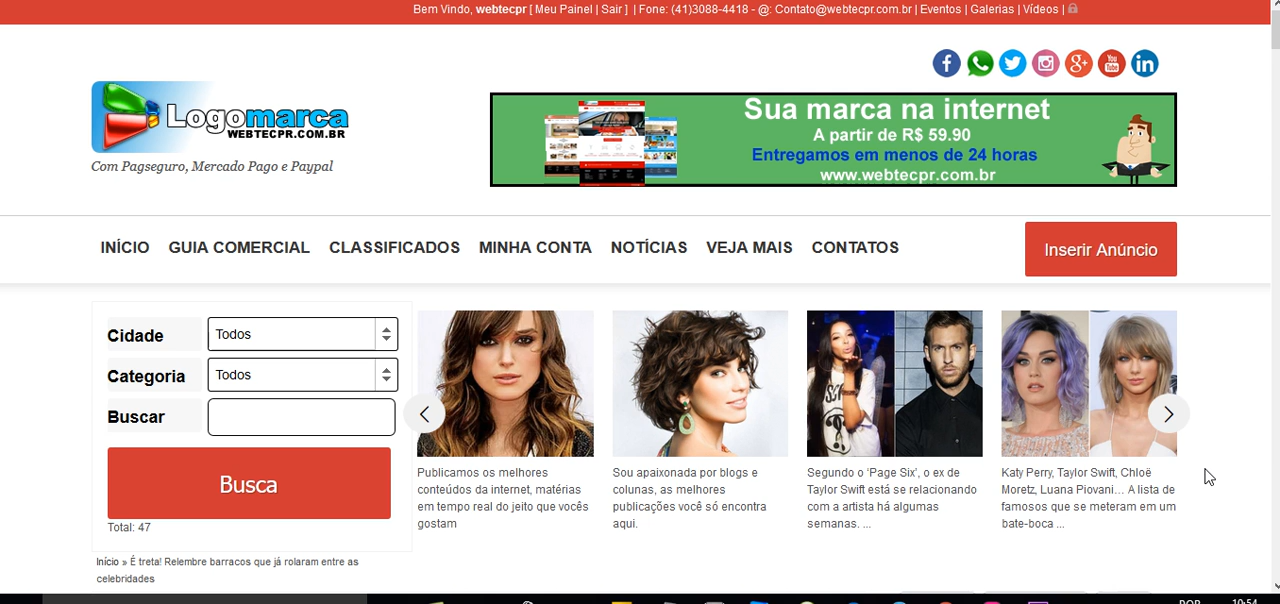 Bem Vindo, webtecpr [ Meu Painel | Sair ] | Fone: (41)3088-4418 - @: Contato@webtecpr.com.br | Eventos | Galerias | Vídeos |
You Tube
Logomarca
WEBTECPR.COM.BR
Com Pagseguro, Mercado Pago e Paypal
Sua marca na internet
A partir de R$ 59.90
Entregamos em menos de 24 horas
www.webtecpr.com.br
INÍCIO GUIA COMERCIAL CLASSIFICADOS MINHA CONTA NOTÍCIAS VEJA MAIS CONTATOS
Inserir Anúncio
Cidade Todos
Categoria Todos
Buscar
Busca
Total: 47
Publicamos os melhores
conteúdos da internet, matérias
em tempo real do jeito que vocês
gostam
Sou apaixonada por blogs e
colunas, as melhores
publicações você só encontra
aqui.
Segundo o ‘Page Six’, o ex de
Taylor Swift está se relacionando
com a artista há algumas
semanas. ...
Katy Perry, Taylor Swift, Chloë
Moretz, Luana Piovani… A lista de
famosos que se meteram em um
bate-boca ...
Início » É treta! Relembre barracos que já rolaram entre as
celebridades
POR 10:54